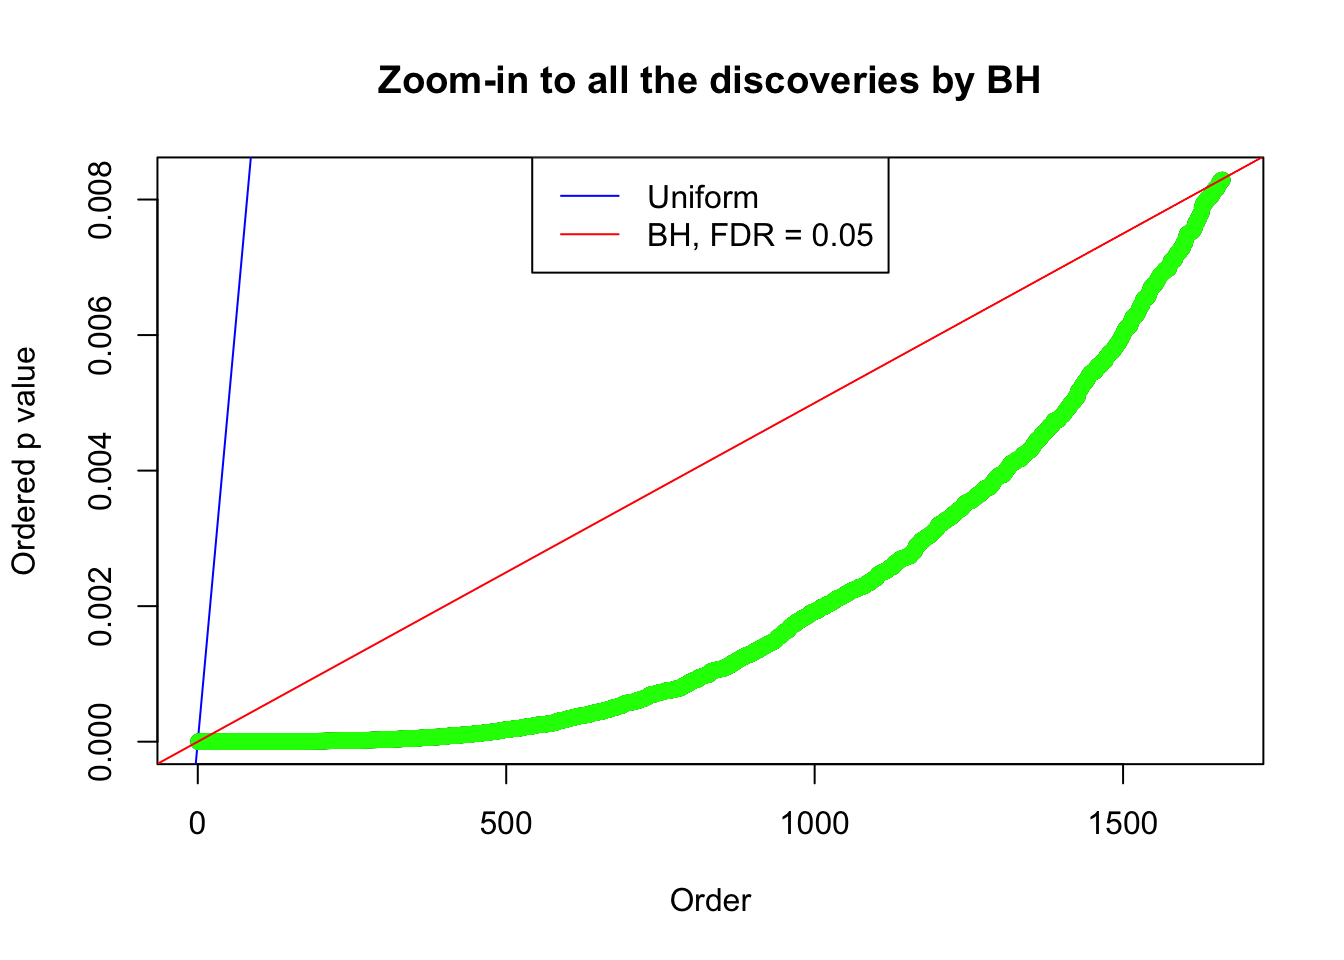 Zoom-in to all the discoveries by BH
Uniform
BH, FDR = 0.05
Ordered p value
0.008
0.006
0.004
0.002
0.000
0
500
1000
1500
Order